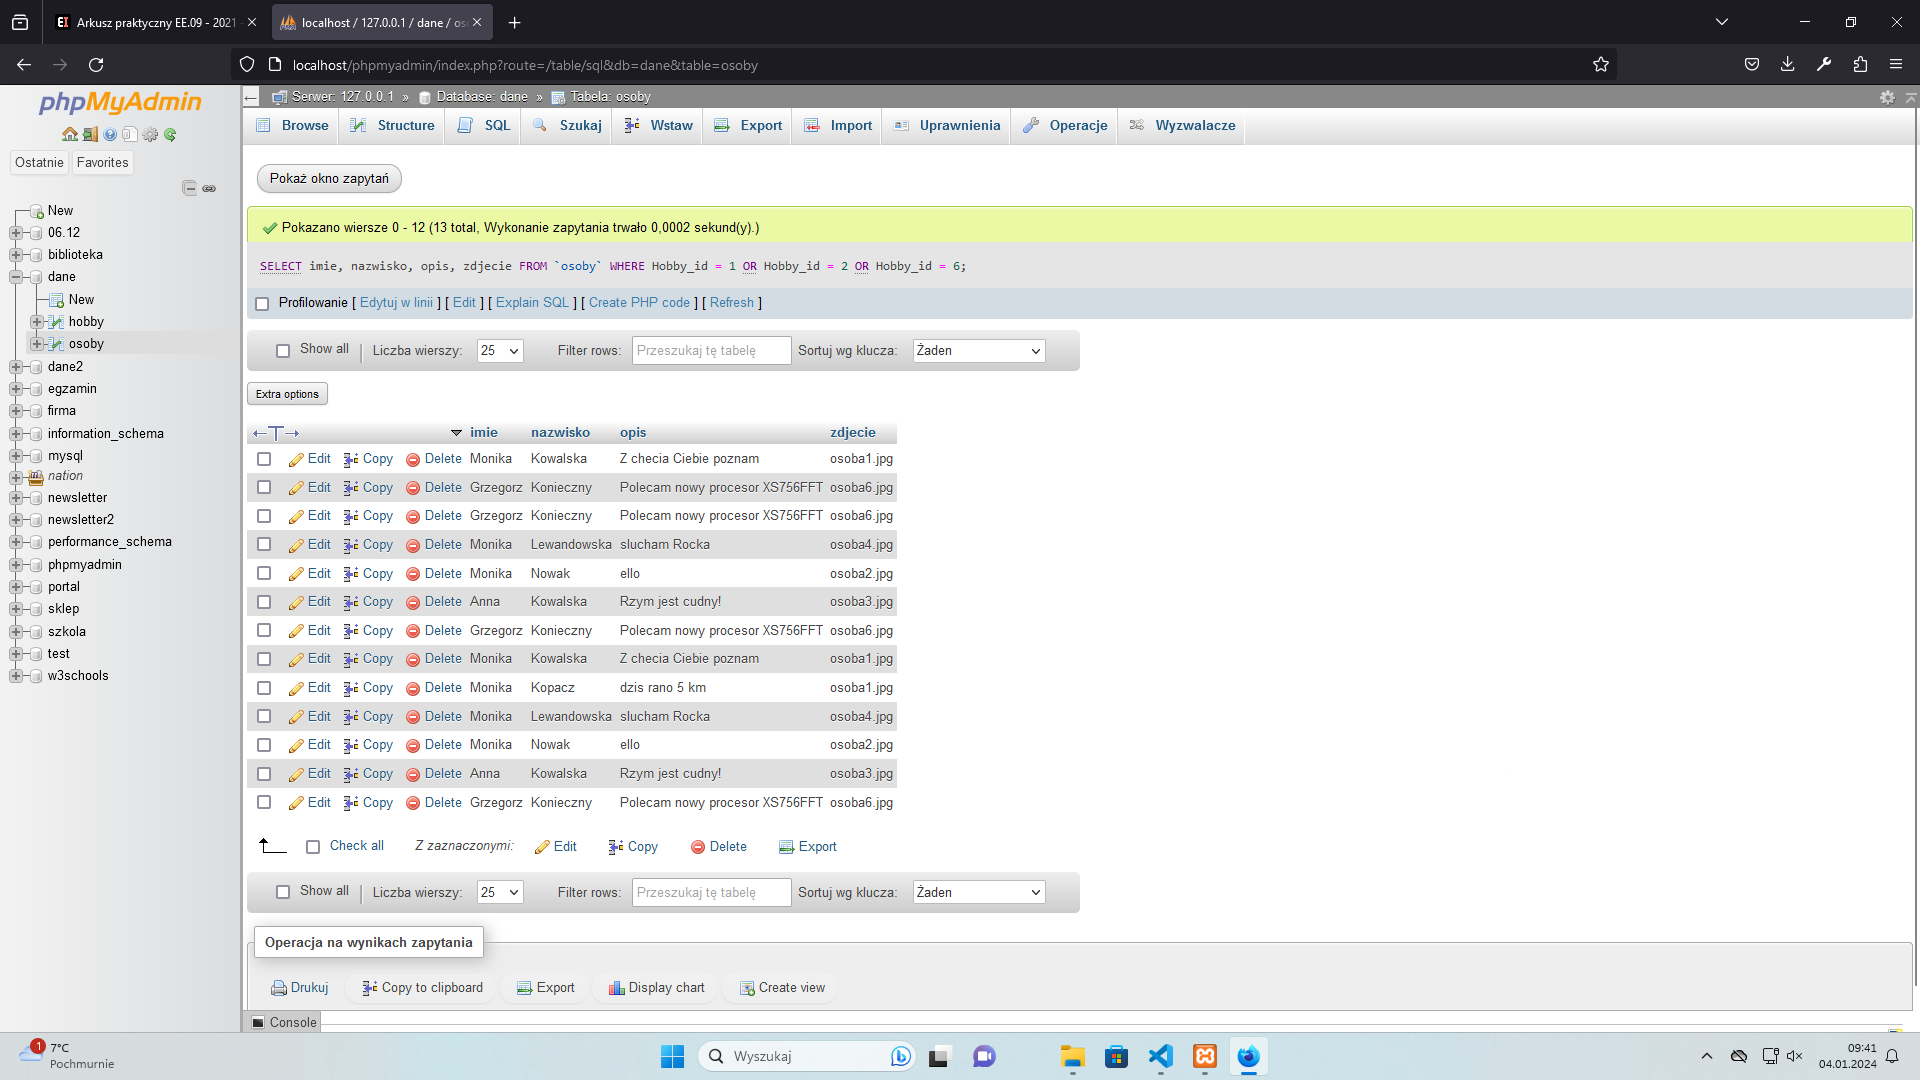 Arkusz praktyczny EE.09 - 2021
localhost / 127.0.0.1 / dane / os
localhost/phpmyadmin/index.php?route=/table/sql&db=dane&table=osoby
phpMyAdmin
Ostatnie Favorites
New
06.12
biblioteka
dane
New
hobby
osoby
dane2
egzamin
firma
information_schema
mysql
nation
newsletter
newsletter2
performance_schema
phpmyadmin
portal
sklep
szkola
test
w3schools
Serwer: 127.0.0.1 » Database: dane » Tabela: osoby
Browse Structure SQL Szukaj Wstaw Export Import Uprawnienia Operacje Wyzwalacze
Pokaż okno zapytań
Pokazano wiersze 0 - 12 (13 total, Wykonanie zapytania trwało 0,0002 sekund(y).)
SELECT imie, nazwisko, opis, zdjecie FROM `osoby` WHERE Hobby_id = 1 OR Hobby_id = 2 OR Hobby_id = 6;
Profilowanie [ Edytuj w linii ] [ Edit ] [ Explain SQL ] [ Create PHP code ] [ Refresh ]
Show all Liczba wierszy: 25 Filter rows: Przeszukaj tę tabelę Sortuj wg klucza: Żaden
Extra options
←T→ imie nazwisko opis zdjecie
Edit Copy Delete Monika Kowalska Z checia Ciebie poznam osoba1.jpg
Edit Copy Delete Grzegorz Konieczny Polecam nowy procesor XS756FFT osoba6.jpg
Edit Copy Delete Grzegorz Konieczny Polecam nowy procesor XS756FFT osoba6.jpg
Edit Copy Delete Monika Lewandowska slucham Rocka osoba4.jpg
Edit Copy Delete Monika Nowak ello osoba2.jpg
Edit Copy Delete Anna Kowalska Rzym jest cudny! osoba3.jpg
Edit Copy Delete Grzegorz Konieczny Polecam nowy procesor XS756FFT osoba6.jpg
Edit Copy Delete Monika Kowalska Z checia Ciebie poznam osoba1.jpg
Edit Copy Delete Monika Kopacz dzis rano 5 km osoba1.jpg
Edit Copy Delete Monika Lewandowska slucham Rocka osoba4.jpg
Edit Copy Delete Monika Nowak ello osoba2.jpg
Edit Copy Delete Anna Kowalska Rzym jest cudny! osoba3.jpg
Edit Copy Delete Grzegorz Konieczny Polecam nowy procesor XS756FFT osoba6.jpg
Check all Z zaznaczonymi: Edit Copy Delete Export
Show all Liczba wierszy: 25 Filter rows: Przeszukaj tę tabelę Sortuj wg klucza: Żaden
Operacja na wynikach zapytania
Drukuj Copy to clipboard Export Display chart Create view
Console
1
7°C
Pochmurnie
Wyszukaj
09:41
04.01.2024